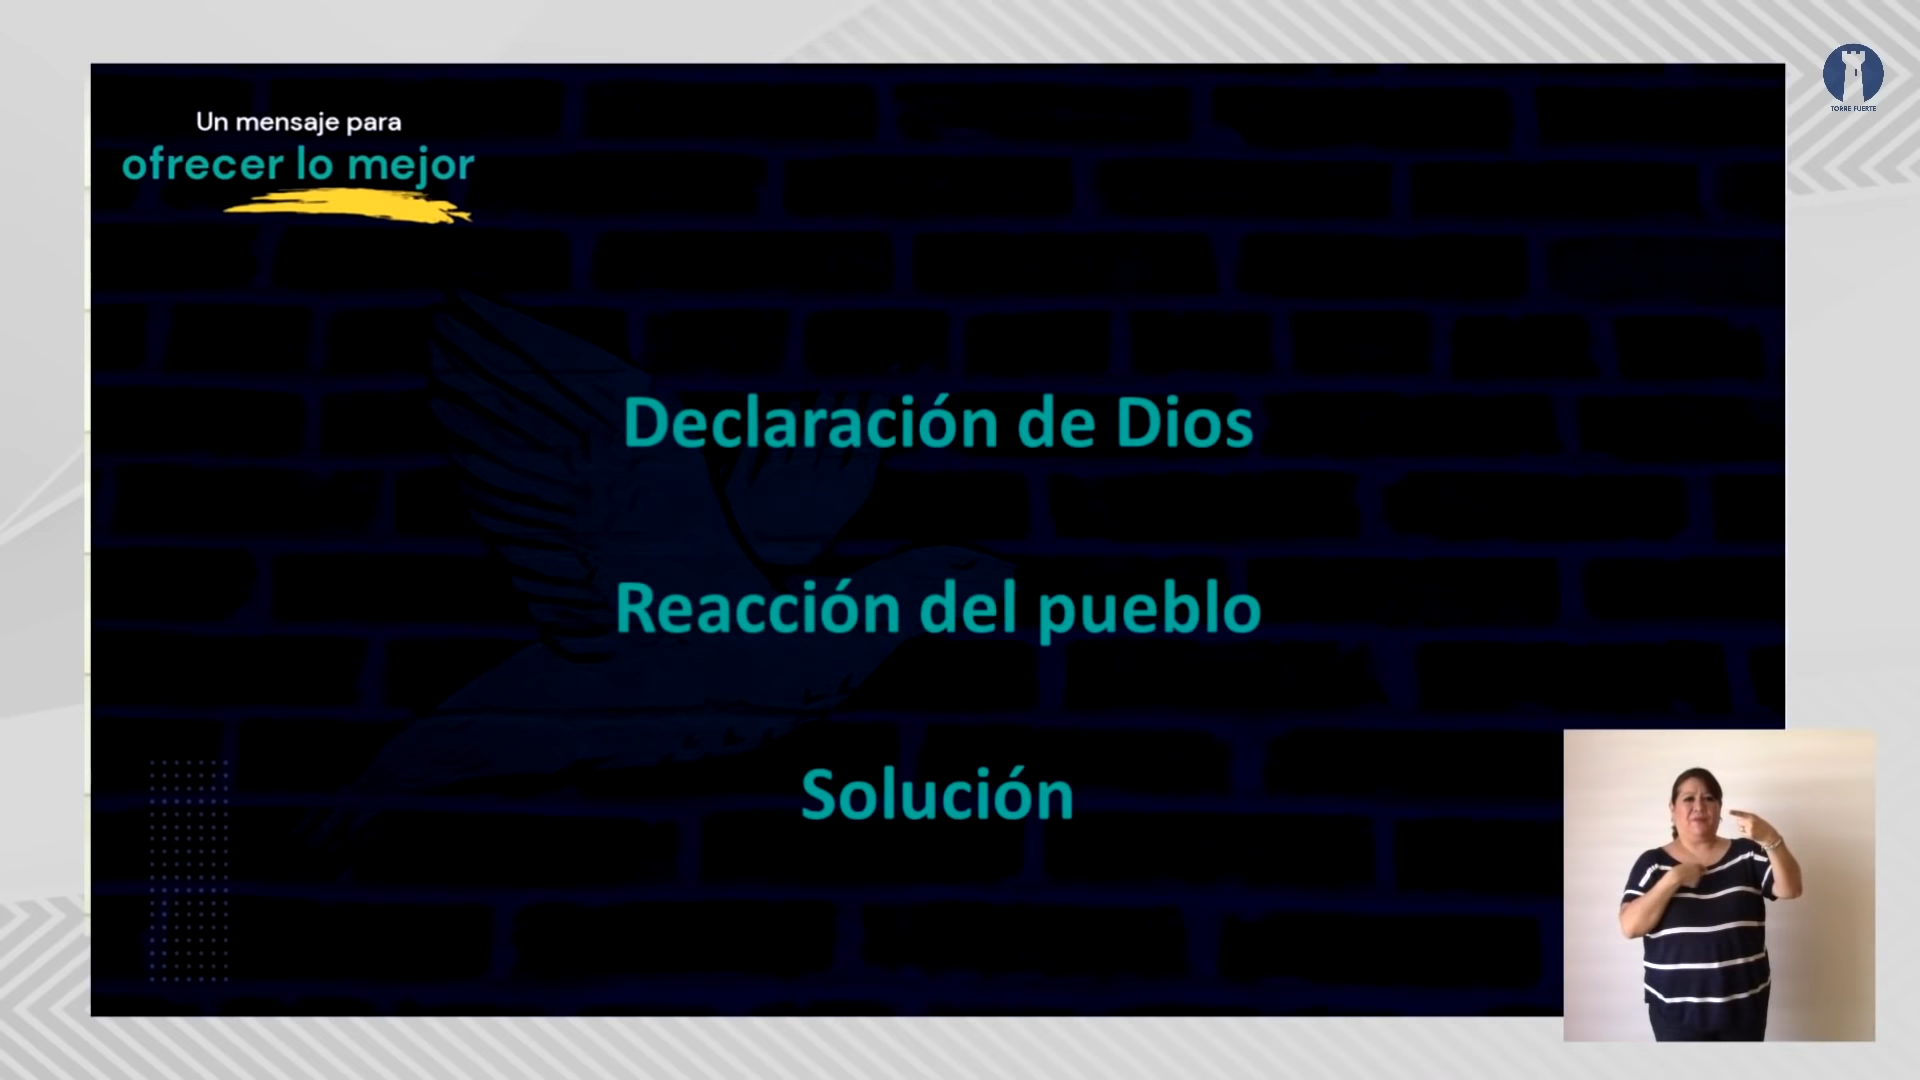 Un mensaje para
ofrecer lo mejor
TORRE FUERTE
Declaración de Dios
Reacción del pueblo
Solución